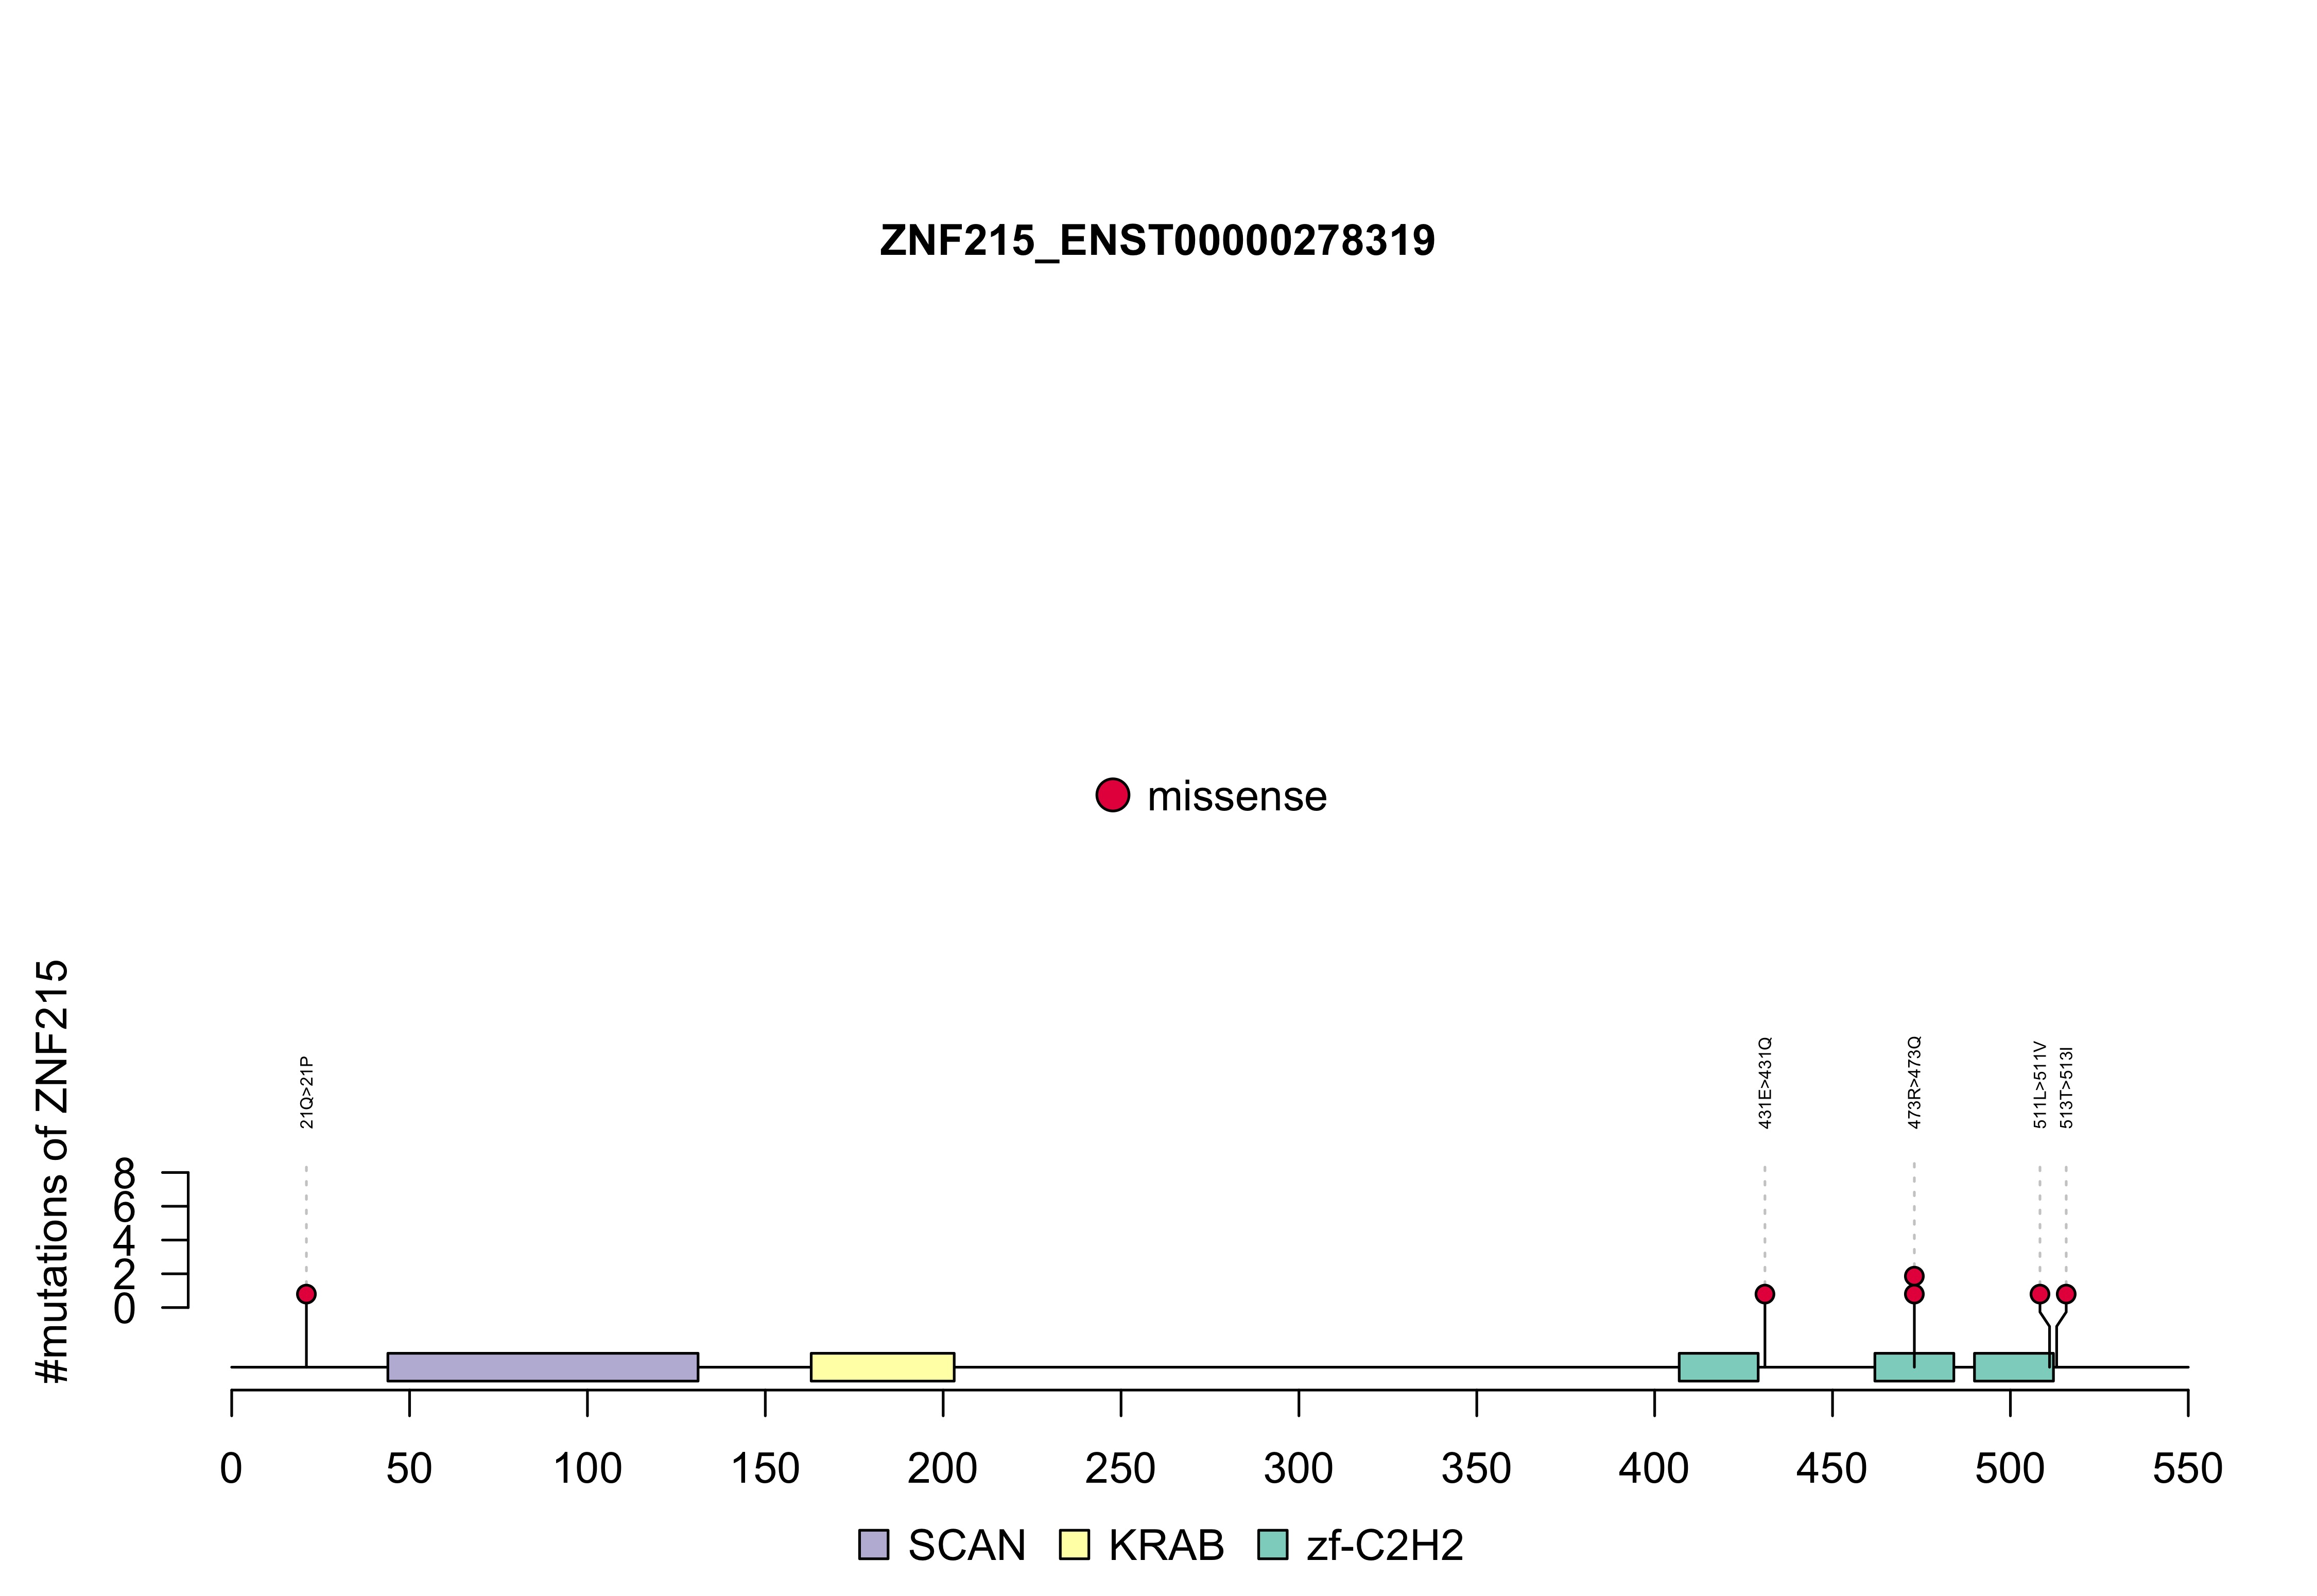 ZNF215_ENST00000278319
missense
#mutations of ZNF215
21Q>21P
431E>431Q
473R>473Q
511L>511V
513T>513I
8
6
4
2
0
0 50 100 150 200 250 300 350 400 450 500 550
SCAN KRAB zf-C2H2